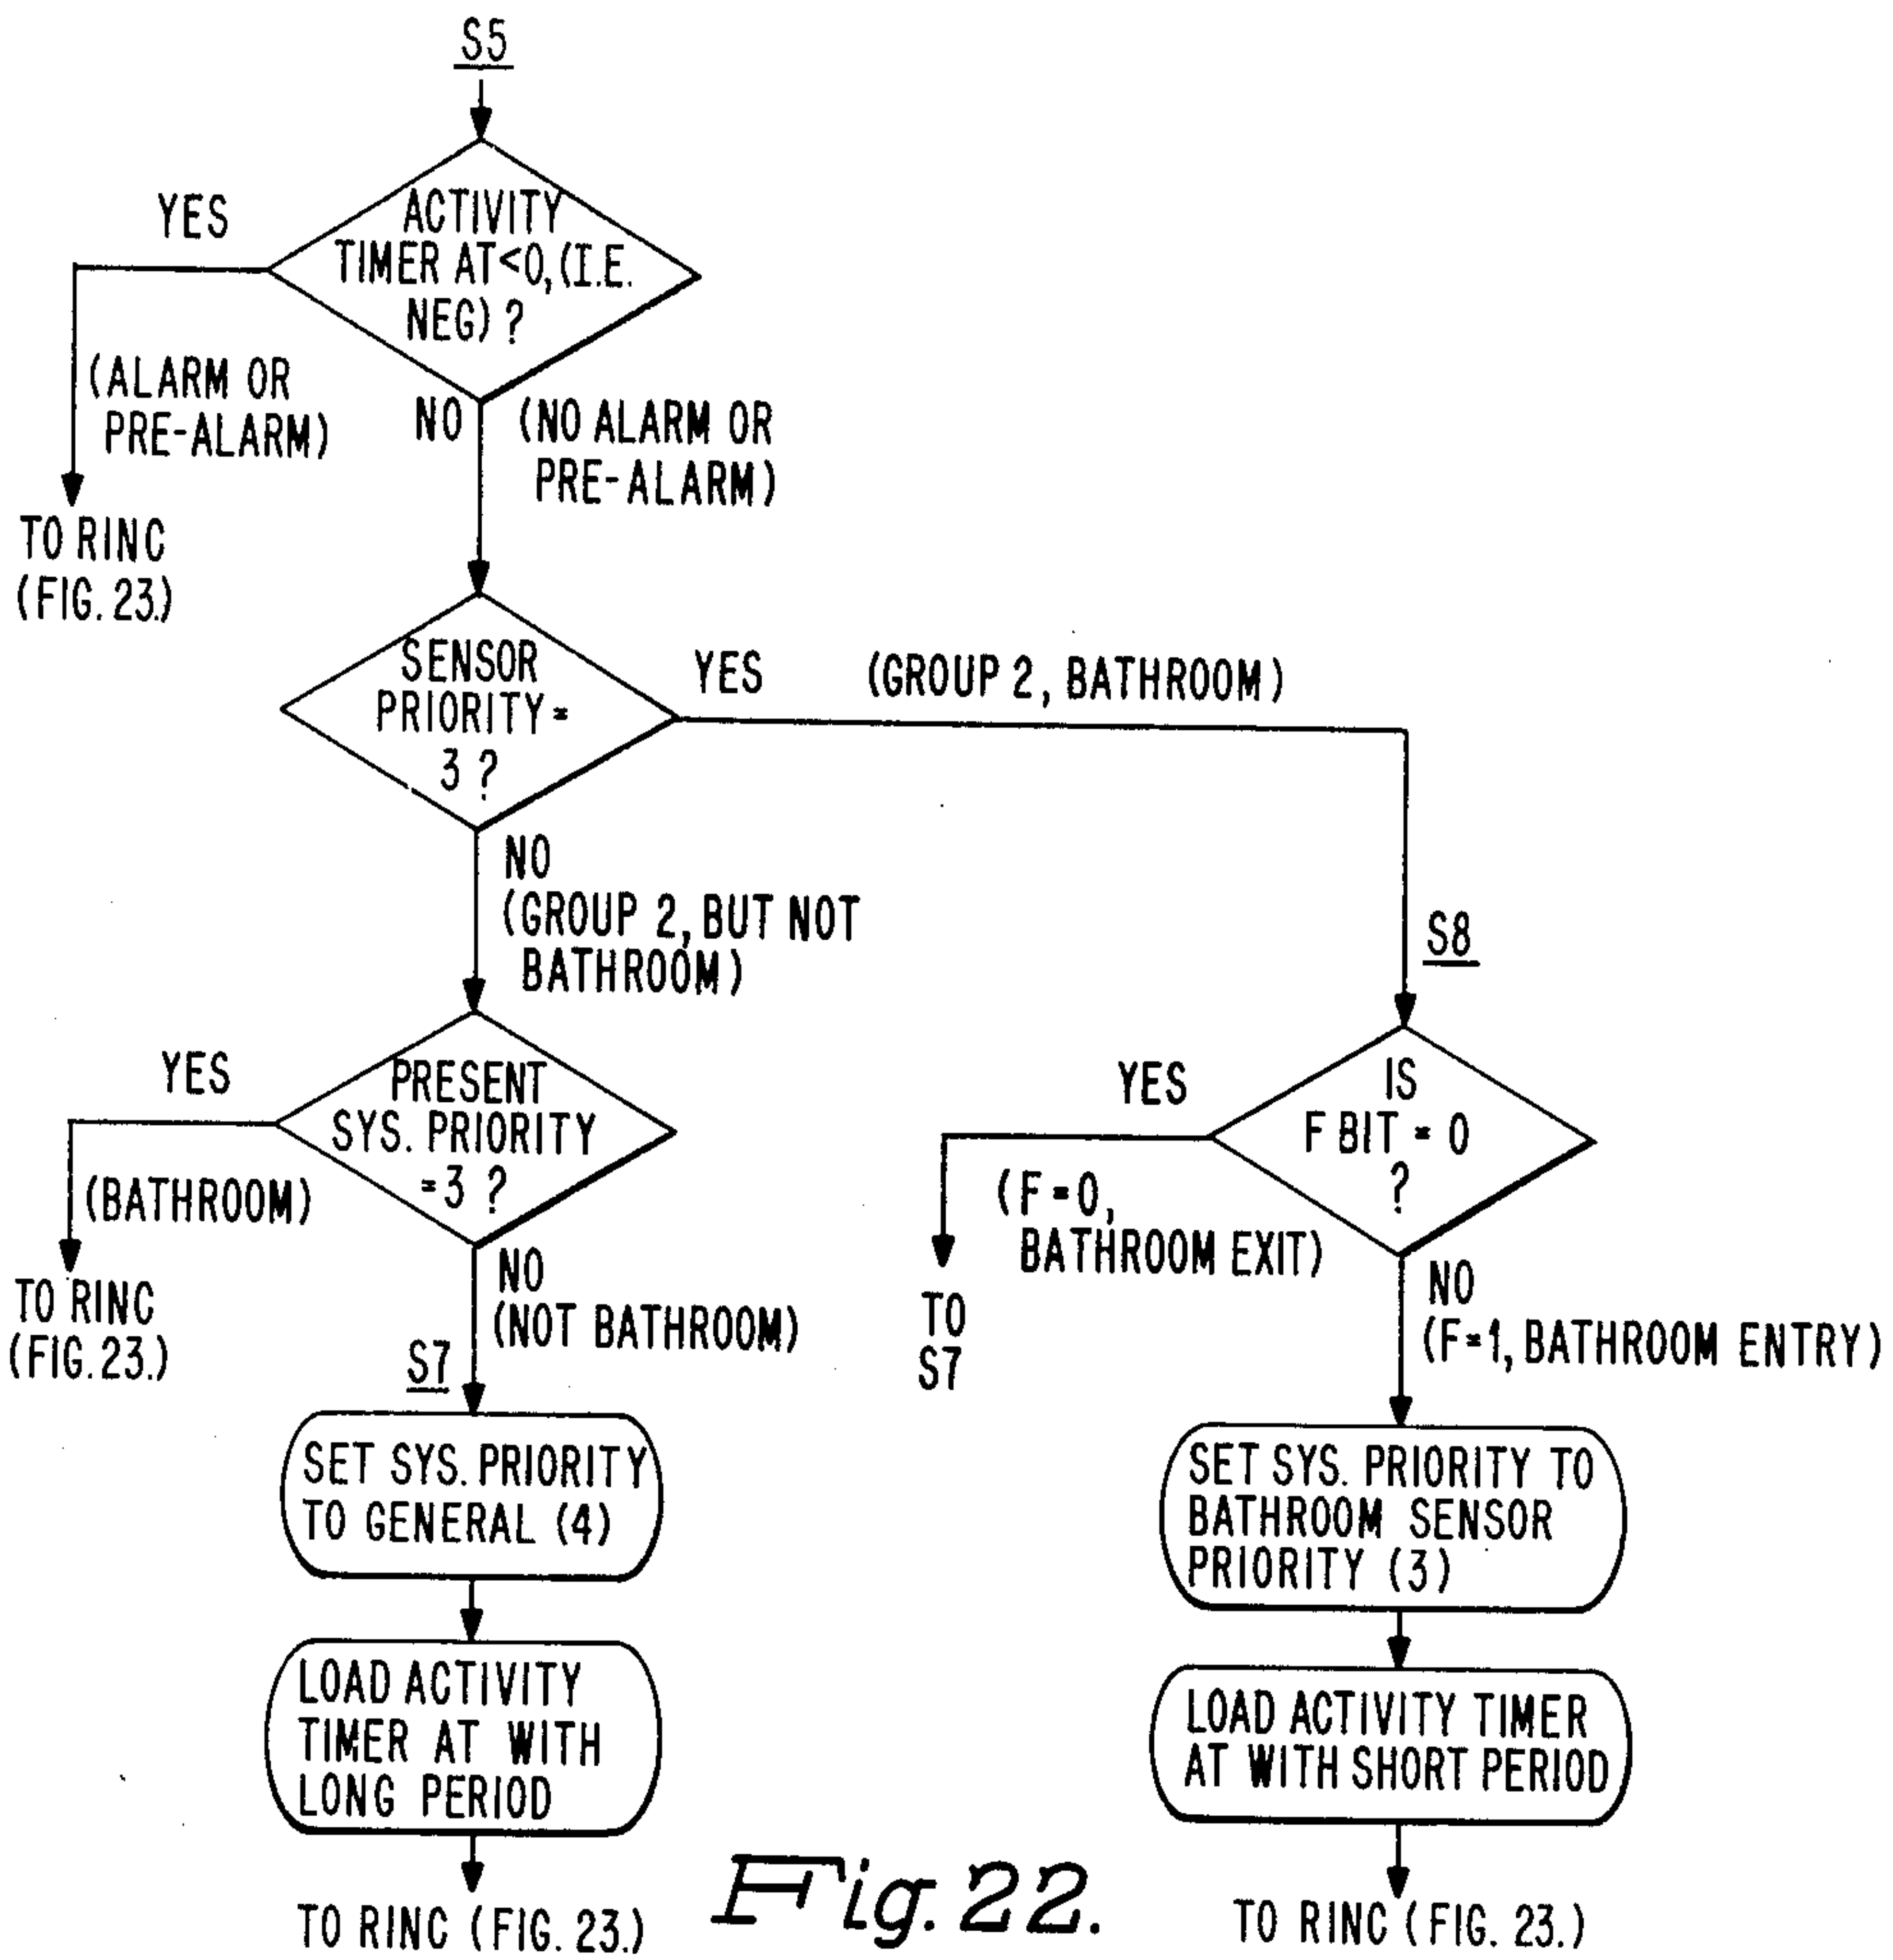 S5
YES
ACTIVITY
TIMER AT<0,(I.E.
NEG) ?
(ALARM OR
PRE-ALARM)
NO
(NO ALARM OR
PRE-ALARM)
TO RINC
(FIG. 23.)
SENSOR
PRIORITY=
3 ?
YES
(GROUP 2, BATHROOM)
NO
(GROUP 2, BUT NOT
BATHROOM)
S8
YES
PRESENT
SYS. PRIORITY
=3 ?
(BATHROOM)
TO RINC
(FIG.23.)
NO
(NOT BATHROOM)
YES
IS
F BIT = 0
?
(F=0,
BATHROOM EXIT)
TO
S7
NO
(F=1, BATHROOM ENTRY)
S7
SET SYS. PRIORITY
TO GENERAL (4)
LOAD ACTIVITY
TIMER AT WITH
LONG PERIOD
TO RINC (FIG. 23.)
SET SYS. PRIORITY TO
BATHROOM SENSOR
PRIORITY (3)
LOAD ACTIVITY TIMER
AT WITH SHORT PERIOD
TO RINC (FIG. 23.)
Fig. 22.